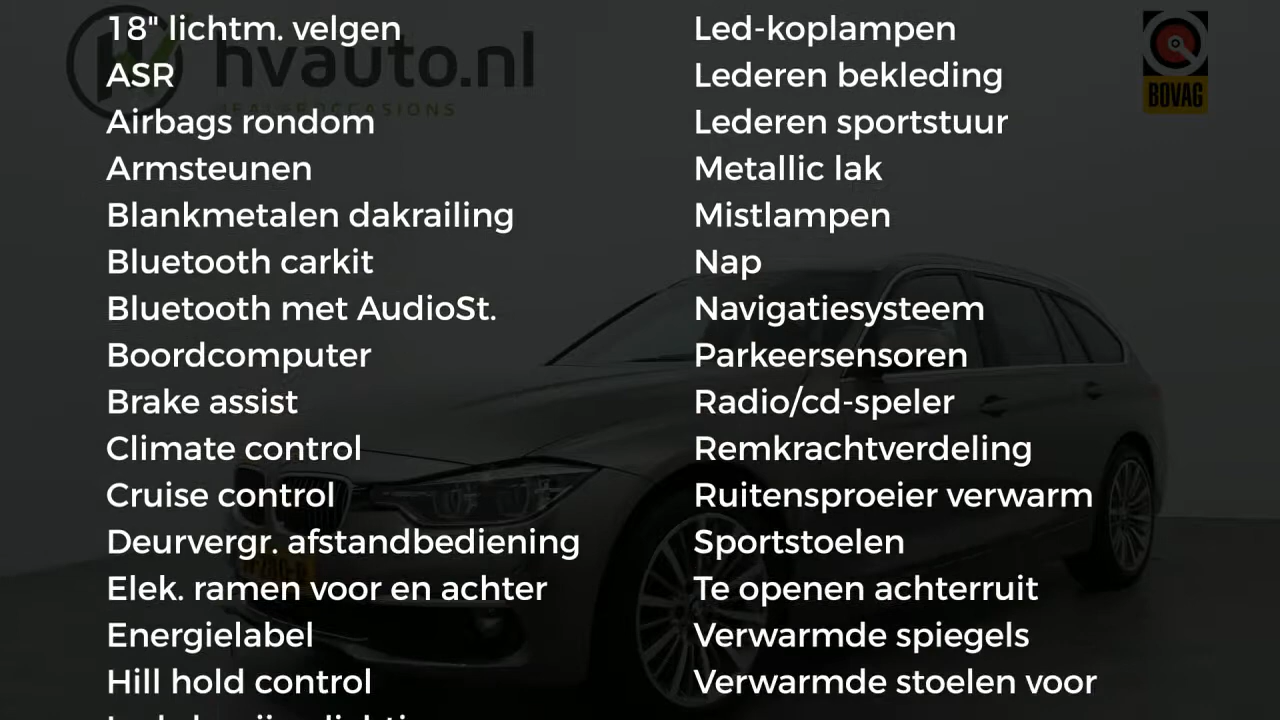 hvauto.nl
BOVAG
18" lichtm. velgen
ASR
Airbags rondom
Armsteunen
Blankmetalen dakrailing
Bluetooth carkit
Bluetooth met AudioSt.
Boordcomputer
Brake assist
Climate control
Cruise control
Deurvergr. afstandbediening
Elek. ramen voor en achter
Energielabel
Hill hold control
Led-koplampen
Lederen bekleding
Lederen sportstuur
Metallic lak
Mistlampen
Nap
Navigatiesysteem
Parkeersensoren
Radio/cd-speler
Remkrachtverdeling
Ruitensproeier verwarm
Sportstoelen
Te openen achterruit
Verwarmde spiegels
Verwarmde stoelen voor